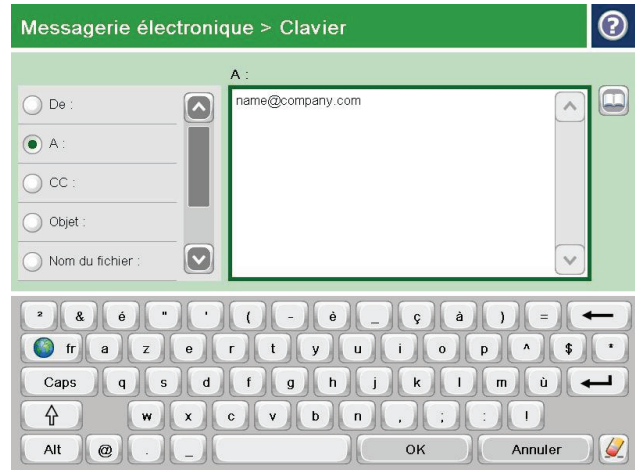 Messagerie électronique > Clavier
?
A :
De :
A :
CC :
Objet :
Nom du fichier :
name@company.com
² & é " ' ( - è _ ç à ) =
fr a z e r t y u i o p ^ $ *
Caps q s d f g h j k l m ù
w x c v b n , ; : !
Alt @ . _ OK Annuler